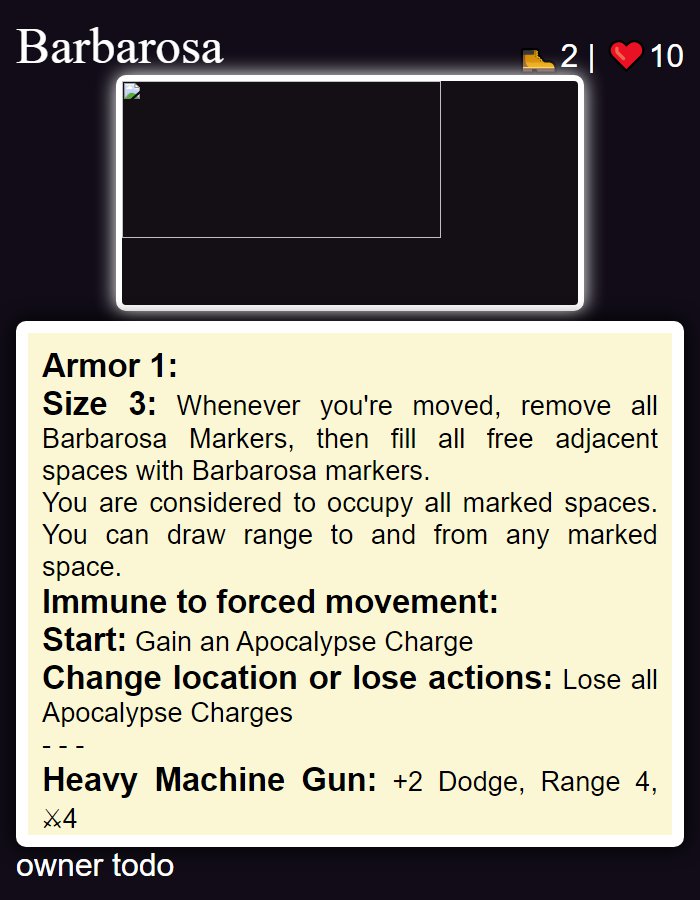 Barbarosa
🥾2 | ❤️10
Armor 1:
Size 3: Whenever you're moved, remove all
Barbarosa Markers, then fill all free adjacent
spaces with Barbarosa markers.
You are considered to occupy all marked spaces.
You can draw range to and from any marked
space.
Immune to forced movement:
Start: Gain an Apocalypse Charge
Change location or lose actions: Lose all
Apocalypse Charges
- - -
Heavy Machine Gun: +2 Dodge, Range 4,
⚔4
owner todo